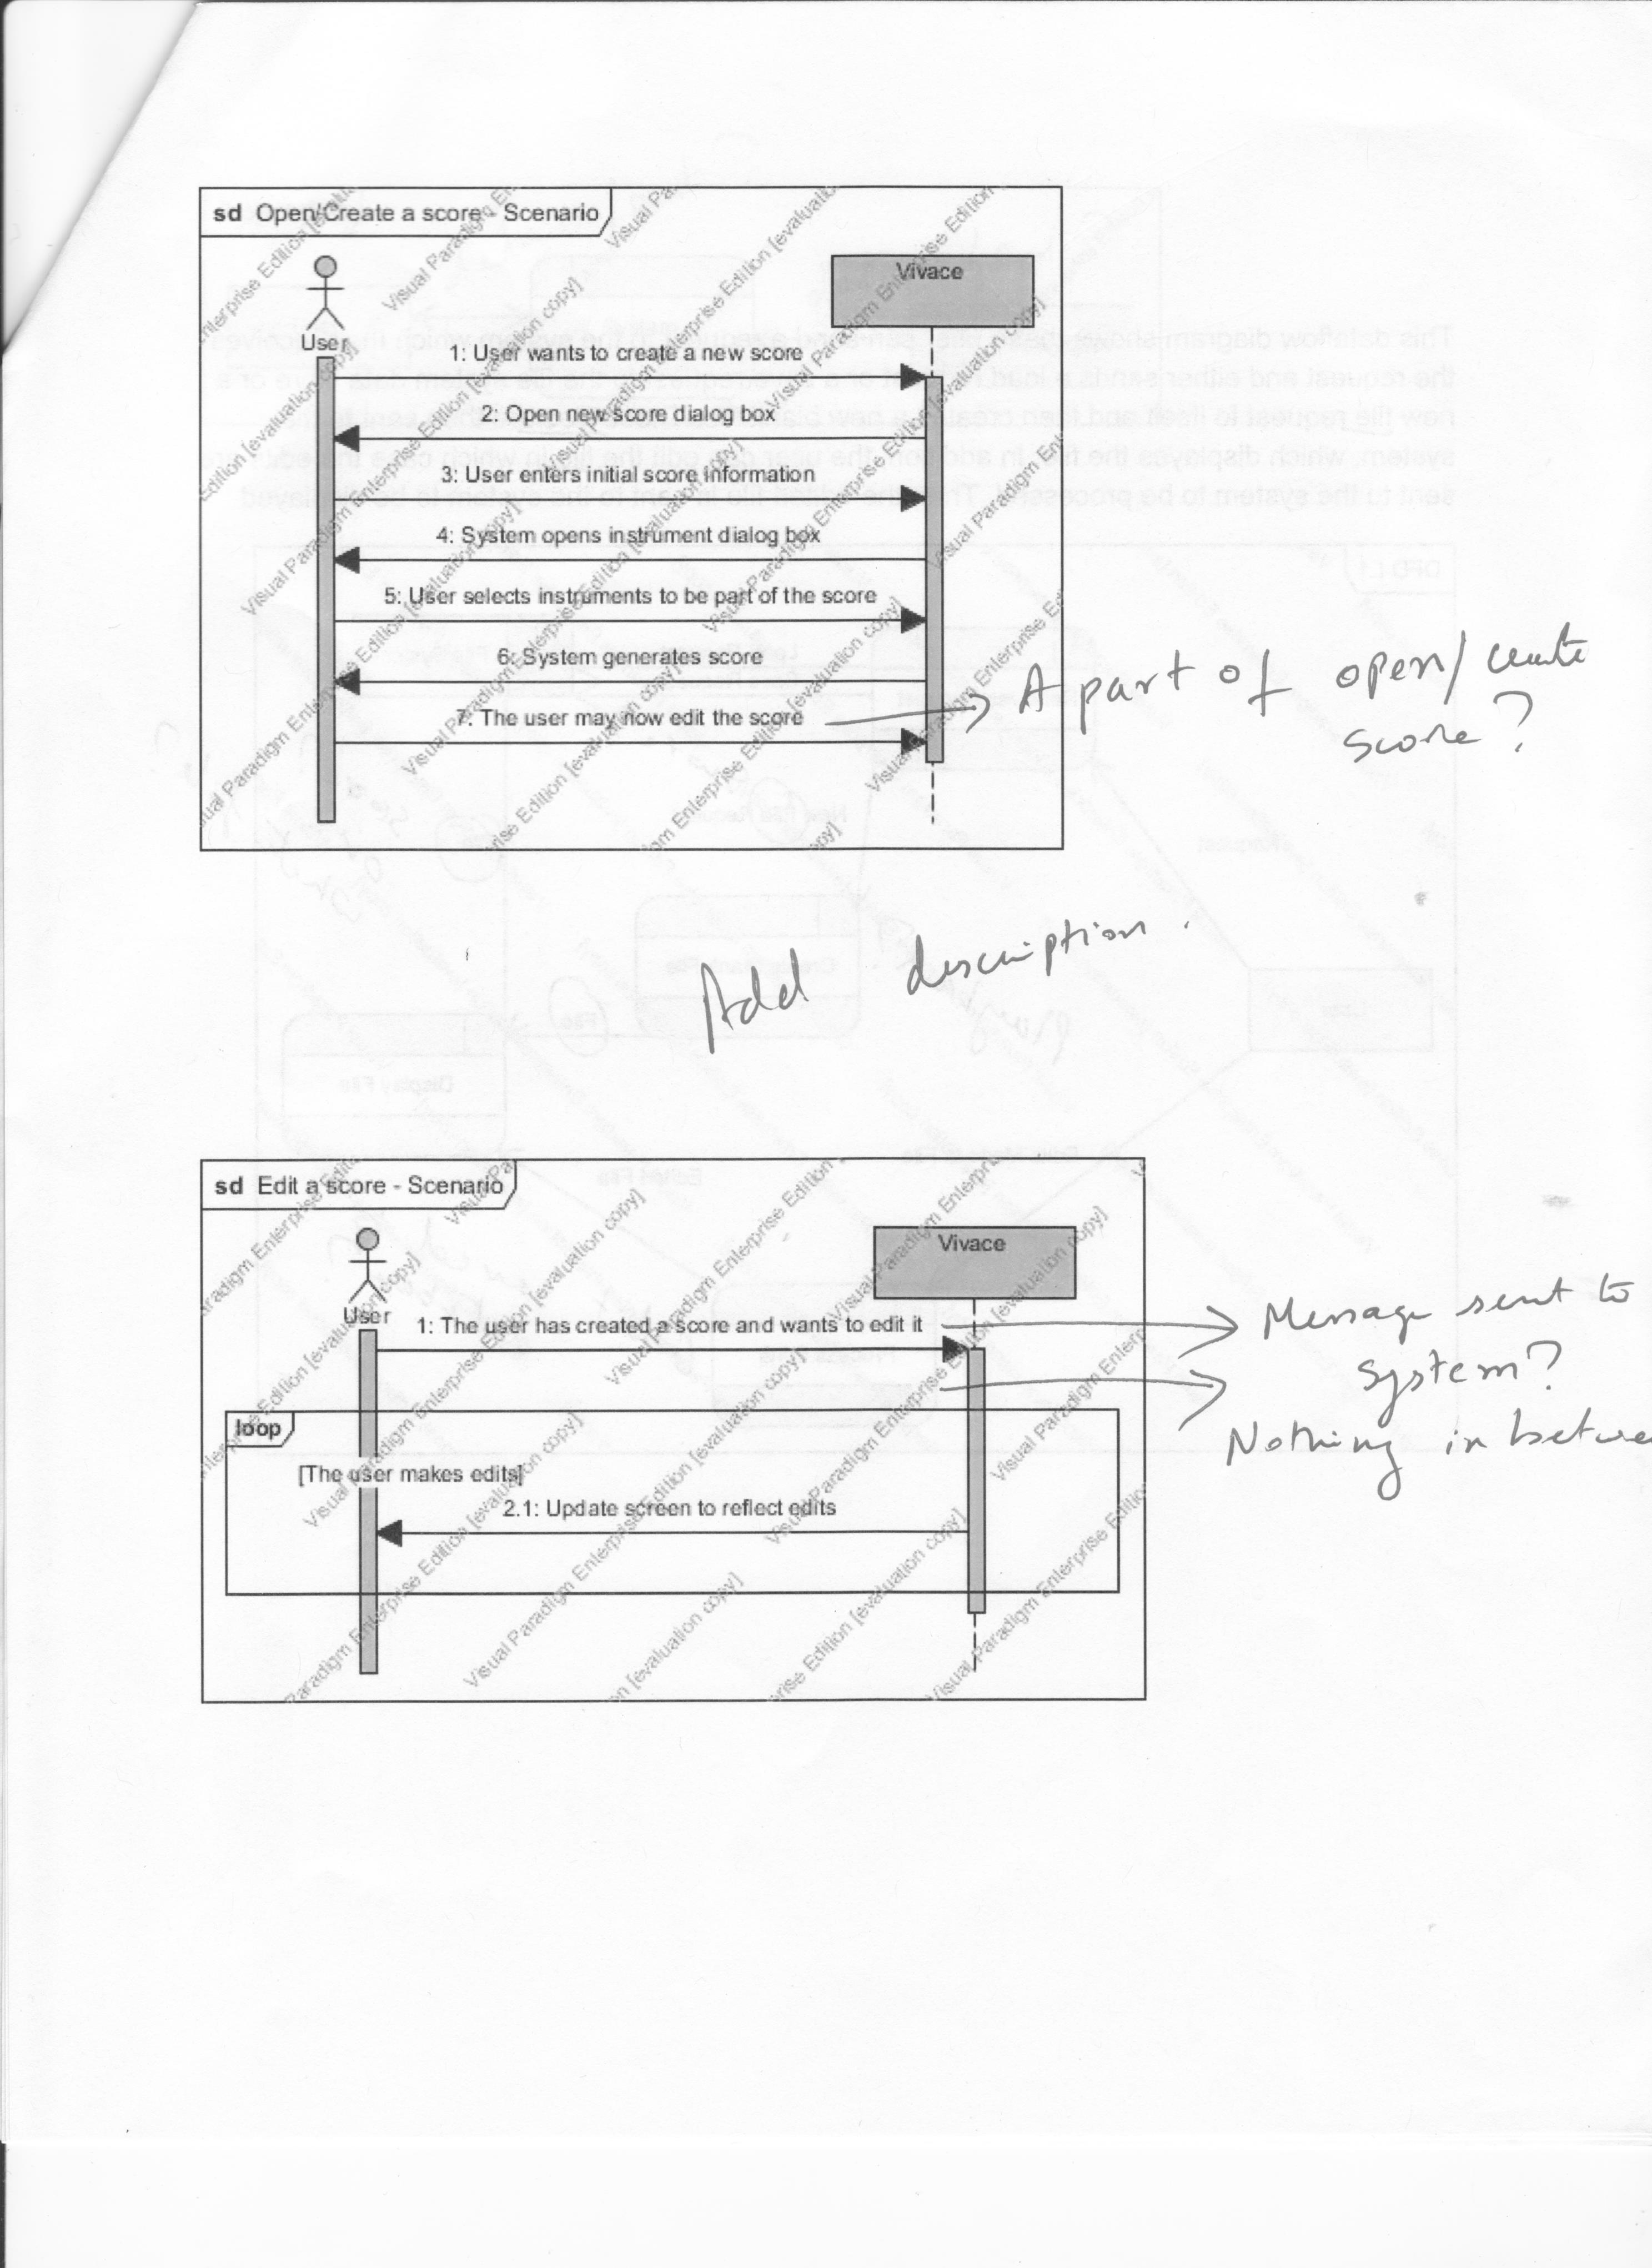 sd Open/Create a score - Scenario
User
Vivace
1: User wants to create a new score
2: Open new score dialog box
3: User enters initial score information
4: System opens instrument dialog box
5: User selects instruments to be part of the score
6: System generates score
7: The user may now edit the score
A part of open/create
score?
Add description.
sd Edit a score - Scenario
User
Vivace
1: The user has created a score and wants to edit it
Message sent to
system?
Nothing in betwe
loop
[The user makes edits]
2.1: Update screen to reflect edits
Visual Paradigm Enterprise Edition [evaluation copy]